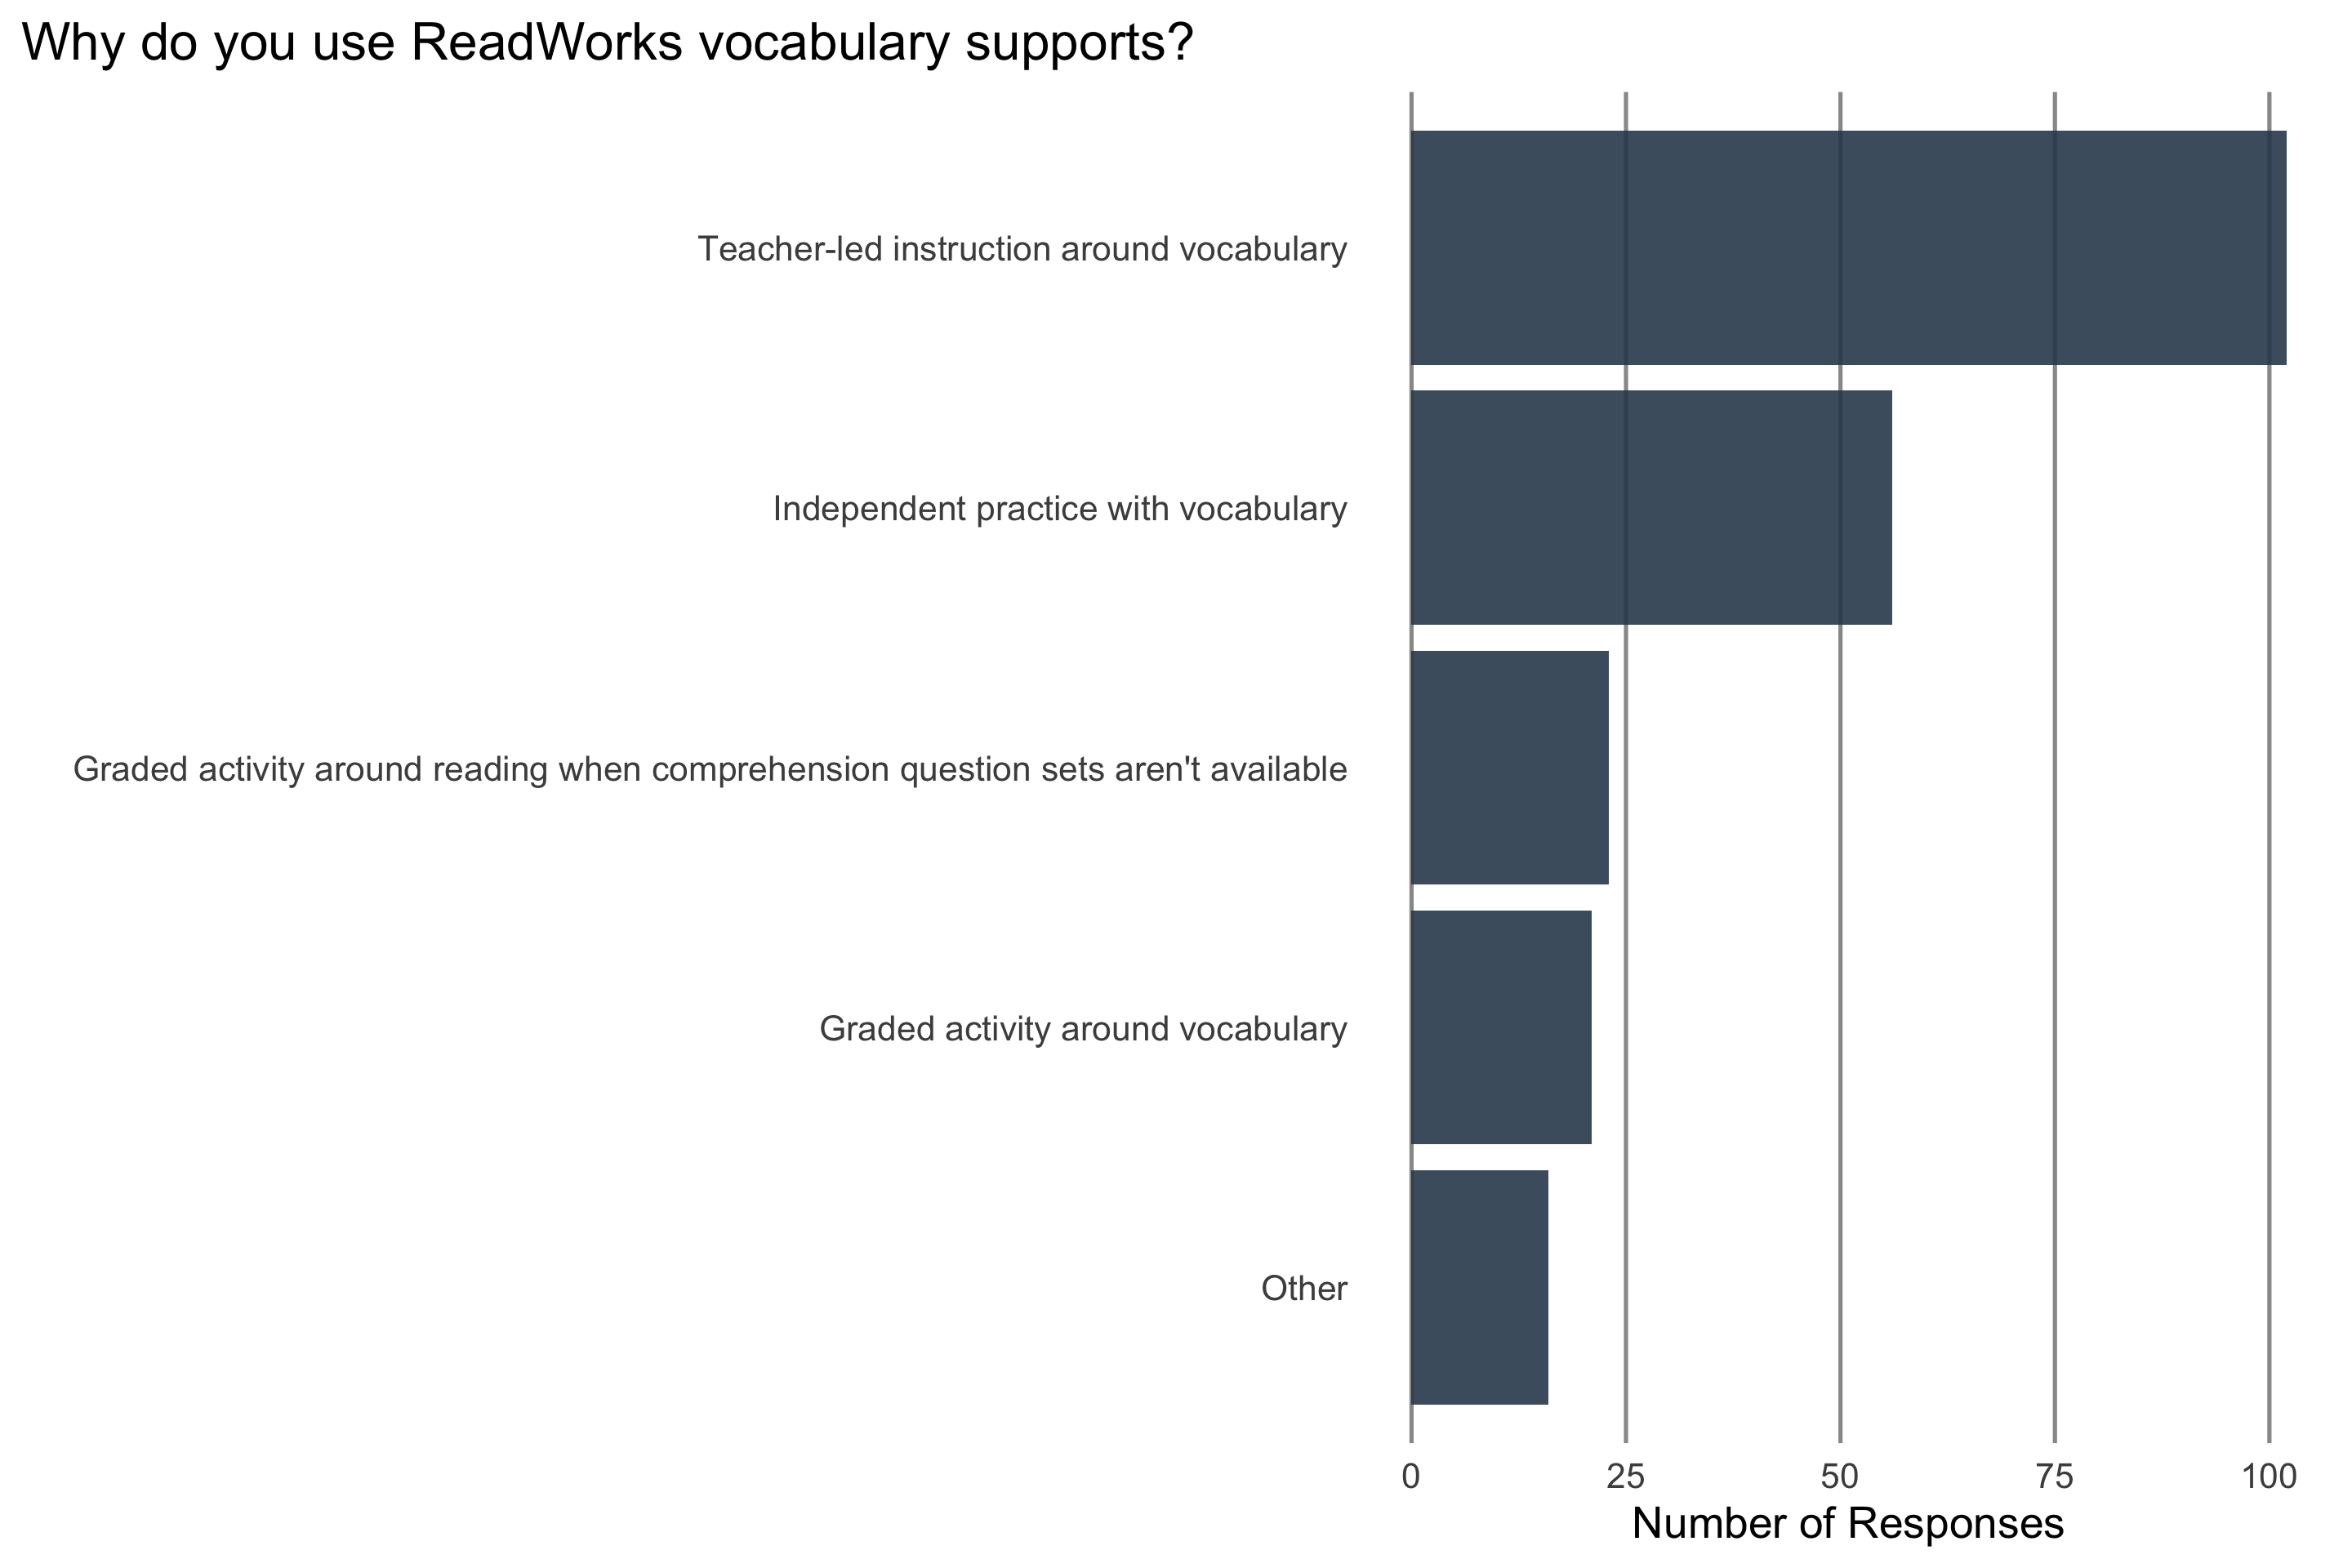 Why do you use ReadWorks vocabulary supports?
Teacher-led instruction around vocabulary
Independent practice with vocabulary
Graded activity around reading when comprehension question sets aren't available
Graded activity around vocabulary
Other
0 25 50 75 100
Number of Responses